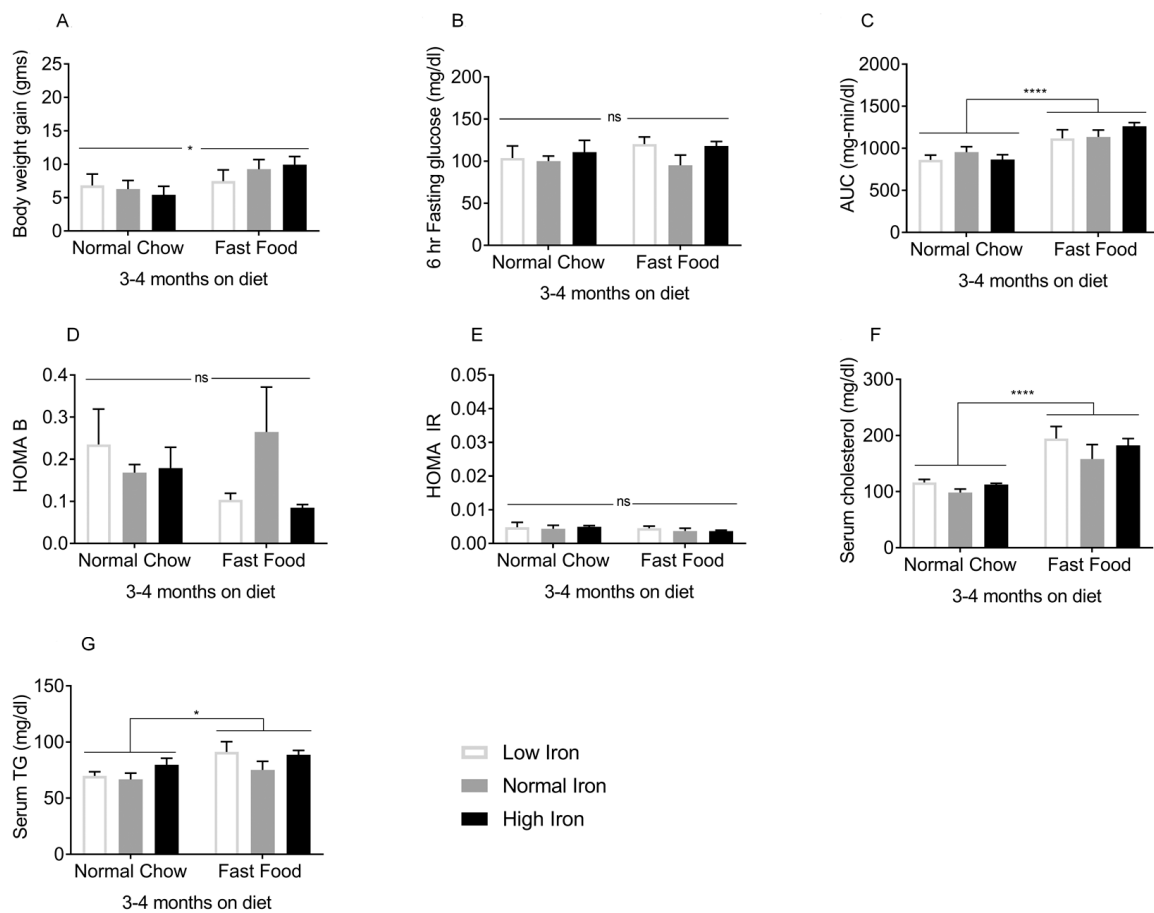 A
Body weight gain (gms)
25
20
15
10
5
0
*
Normal Chow Fast Food
3-4 months on diet
B
6 hr Fasting glucose (mg/dl)
200
150
100
50
0
ns
Normal Chow Fast Food
3-4 months on diet
C
AUC (mg-min/dl)
2000
1500
1000
500
0
****
Normal Chow Fast Food
3-4 months on diet
D
HOMA B
0.4
0.3
0.2
0.1
0.0
ns
Normal Chow Fast Food
3-4 months on diet
E
HOMA IR
0.05
0.04
0.03
0.02
0.01
0.00
ns
Normal Chow Fast Food
3-4 months on diet
F
Serum cholesterol (mg/dl)
300
200
100
0
****
Normal Chow Fast Food
3-4 months on diet
G
Serum TG (mg/dl)
150
100
50
0
*
Normal Chow Fast Food
3-4 months on diet
Low Iron
Normal Iron
High Iron